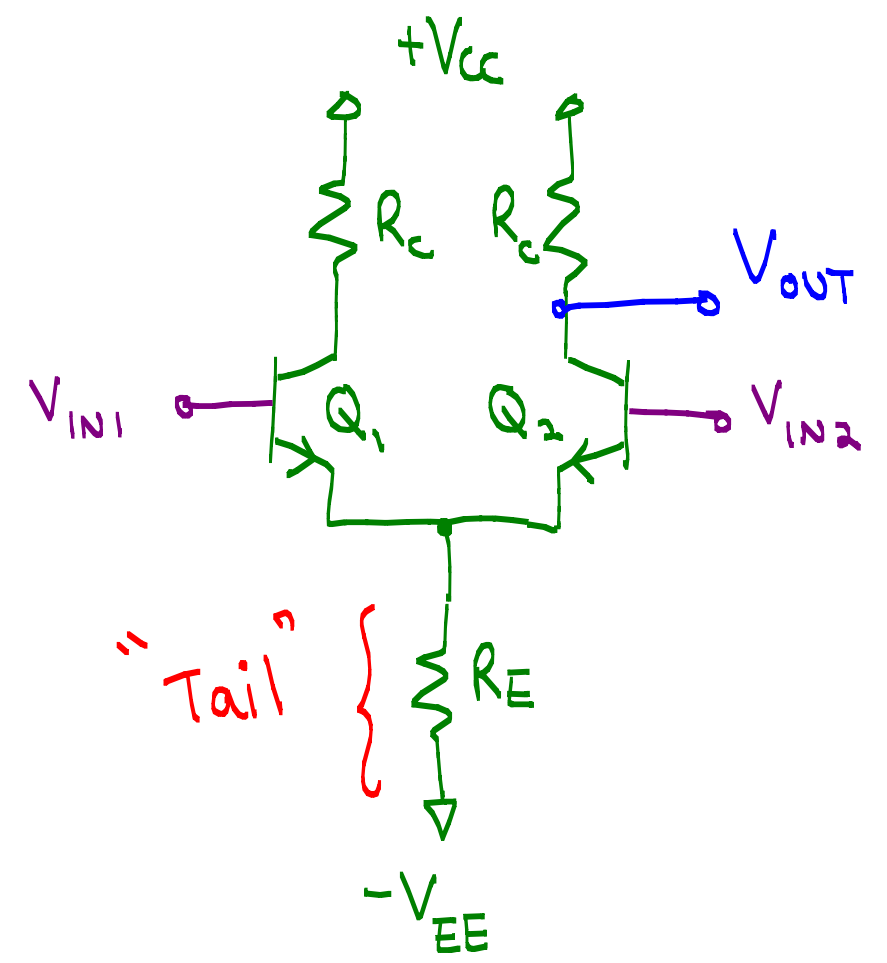 +VCC
RC
RC
VOUT
VIN1
Q1
Q2
VIN2
"Tail"
RE
-VEE